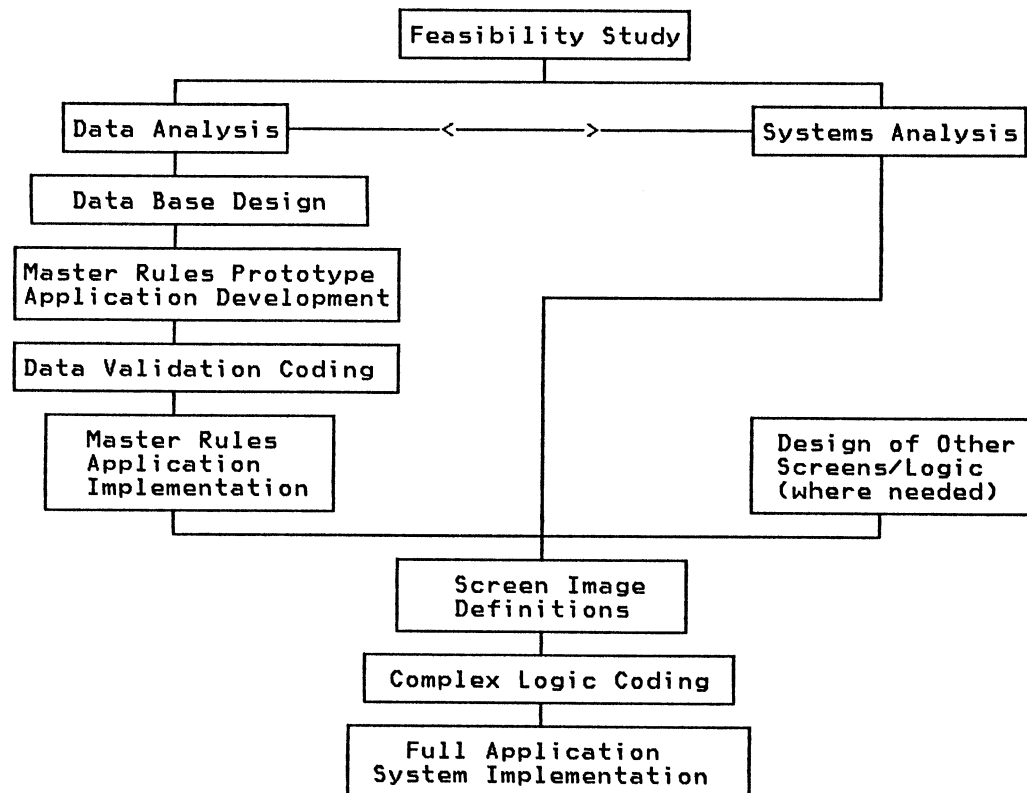 Feasibility Study
Data Analysis
< >
Systems Analysis
Data Base Design
Master Rules Prototype
Application Development
Data Validation Coding
Master Rules
Application
Implementation
Design of Other
Screens/Logic
(where needed)
Screen Image
Definitions
Complex Logic Coding
Full Application
System Implementation